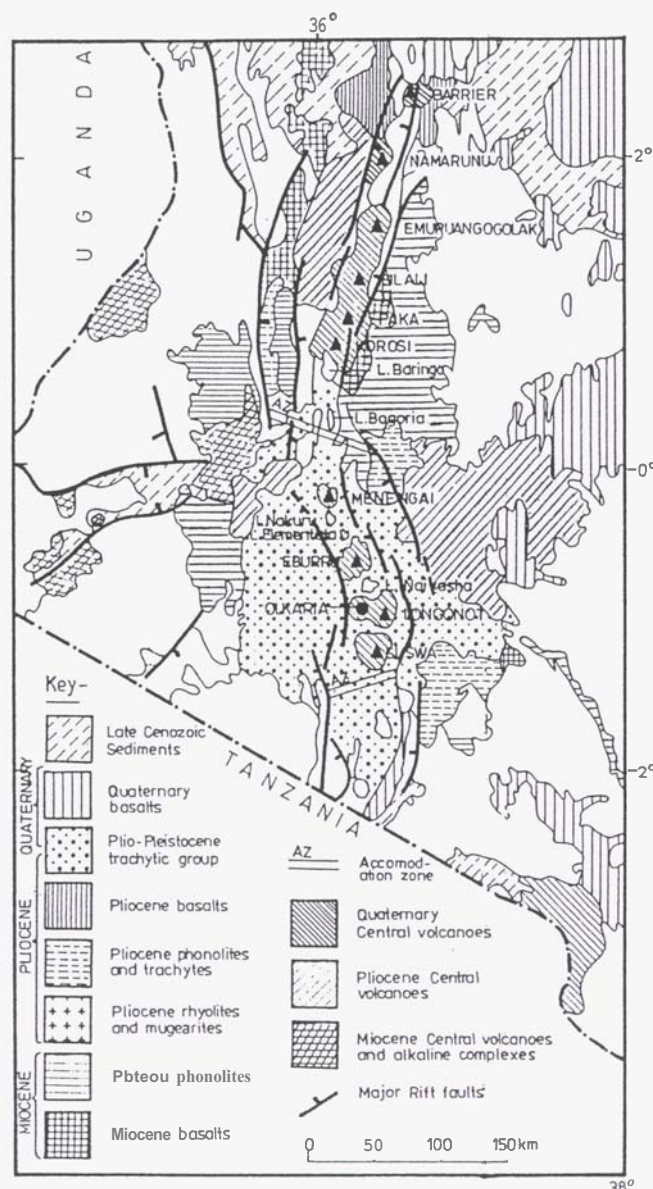 36°
UGANDA
BARRIER
2°
NAMARUNU
EMURUANGOGOLAK
SILALI
PAKA
KOROSI
L. Baringo
L. Bogoria
A Z
0°
MENENGAI
L. Nakuru
L. Elementeita
EBURRU
Naivasha
OLKARIA
LONGONOT
SUSWA
AZ
2°
TANZANIA
Key-
Late Cenozoic
Sediments
QUATERNARY
Quaternary
basalts
Plio-Pleistocene
trachytic group
PLIOCENE
Pliocene basalts
Pliocene phonolites
and trachytes
Pliocene rhyolites
and mugearites
MIOCENE
Pbteou phonolites
Miocene basalts
AZ
Accomod-
ation zone
Quaternary
Central volcanoes
Pliocene Central
volcanoes
Miocene Central volcanoes
and alkaline complexes
Major Rift faults
0 50 100 150km
38°